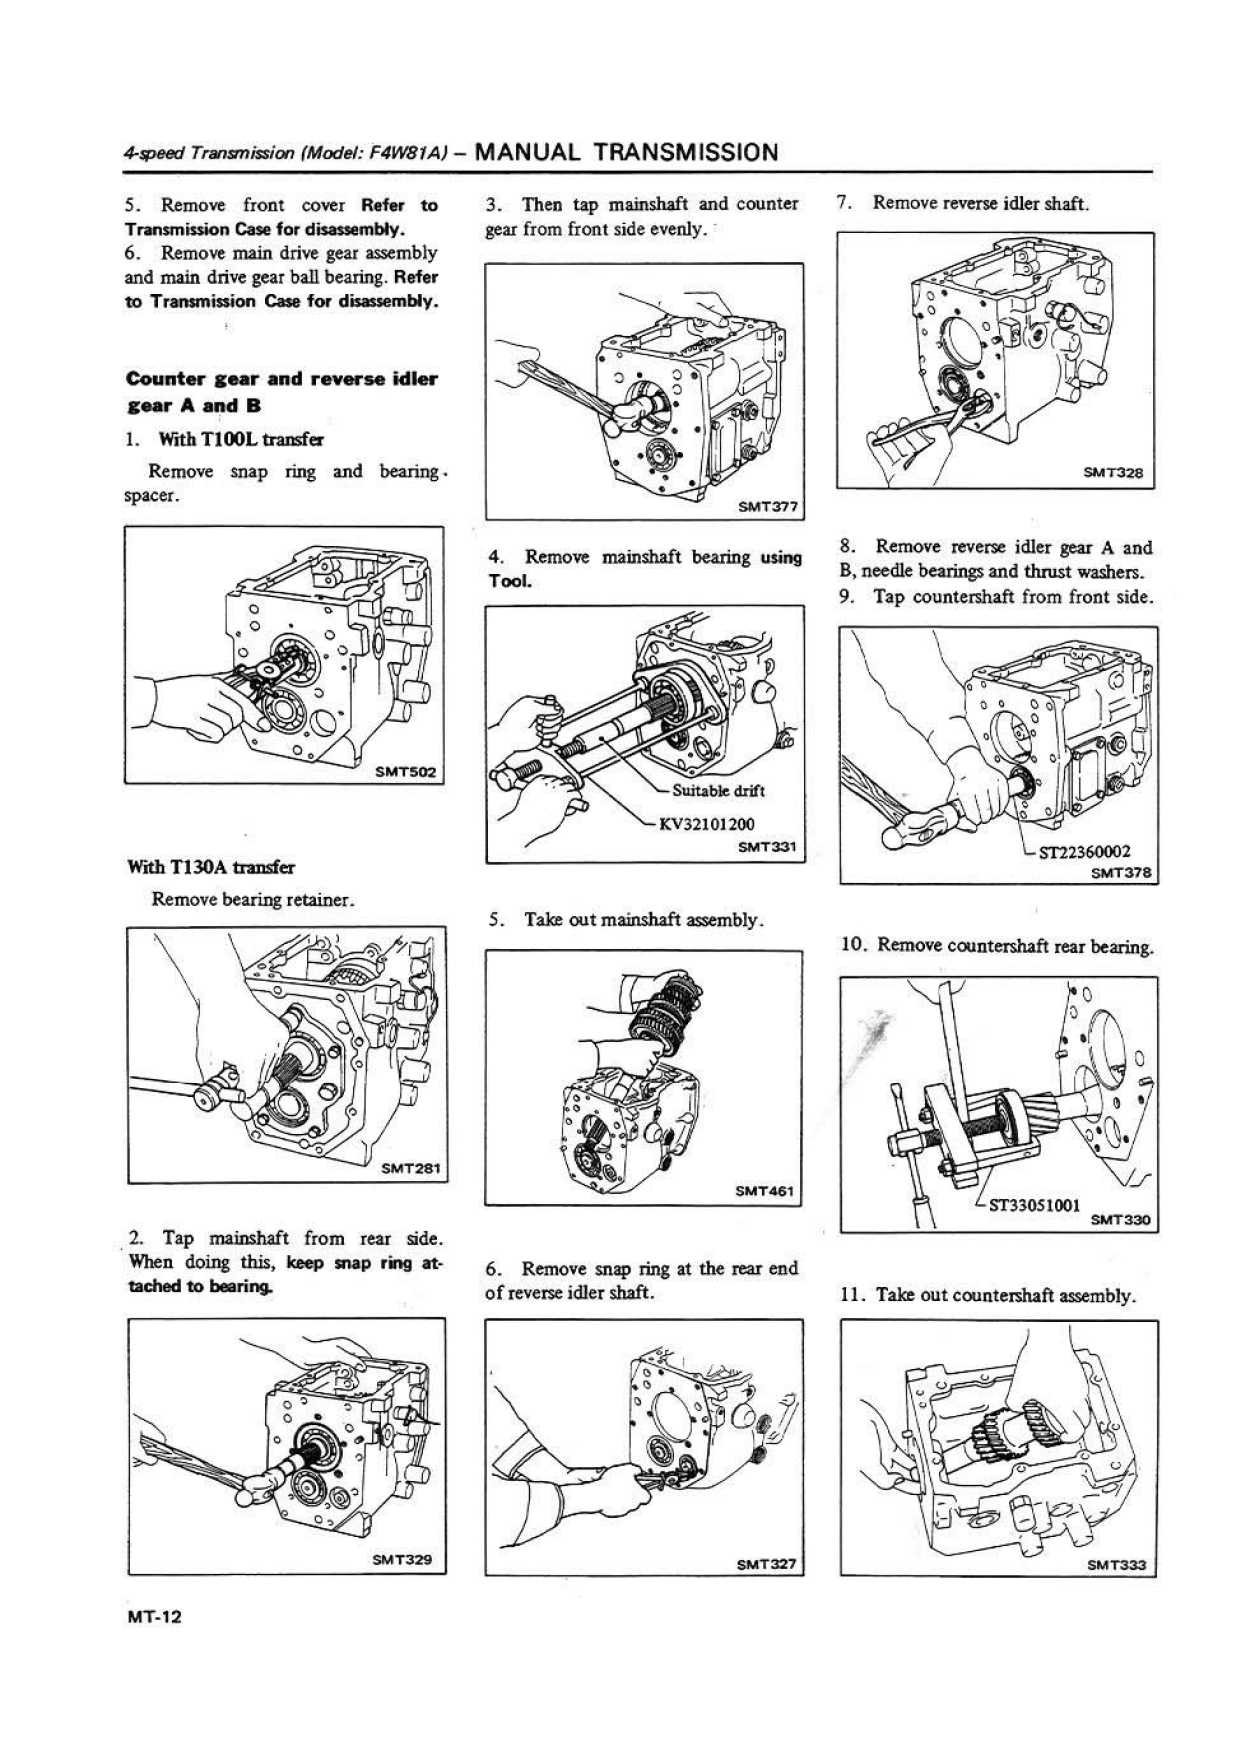 4-speed Transmission (Model: F4W81A) – MANUAL TRANSMISSION
5. Remove front cover Refer to
Transmission Case for disassembly.
6. Remove main drive gear assembly
and main drive gear ball bearing. Refer
to Transmission Case for disassembly.
Counter gear and reverse idler
gear A and B
1. With T100L transfer
Remove snap ring and bearing
spacer.
SMT502
With T130A transfer
Remove bearing retainer.
SMT281
2. Tap mainshaft from rear side.
When doing this, keep snap ring at-
tached to bearing.
SMT329
3. Then tap mainshaft and counter
gear from front side evenly.
SMT377
4. Remove mainshaft bearing using
Tool.
Suitable drift
KV32101200
SMT331
5. Take out mainshaft assembly.
SMT461
6. Remove snap ring at the rear end
of reverse idler shaft.
SMT327
7. Remove reverse idler shaft.
SMT328
8. Remove reverse idler gear A and
B, needle bearings and thrust washers.
9. Tap countershaft from front side.
ST22360002
SMT378
10. Remove countershaft rear bearing.
ST33051001
SMT330
11. Take out countershaft assembly.
SMT333
MT-12